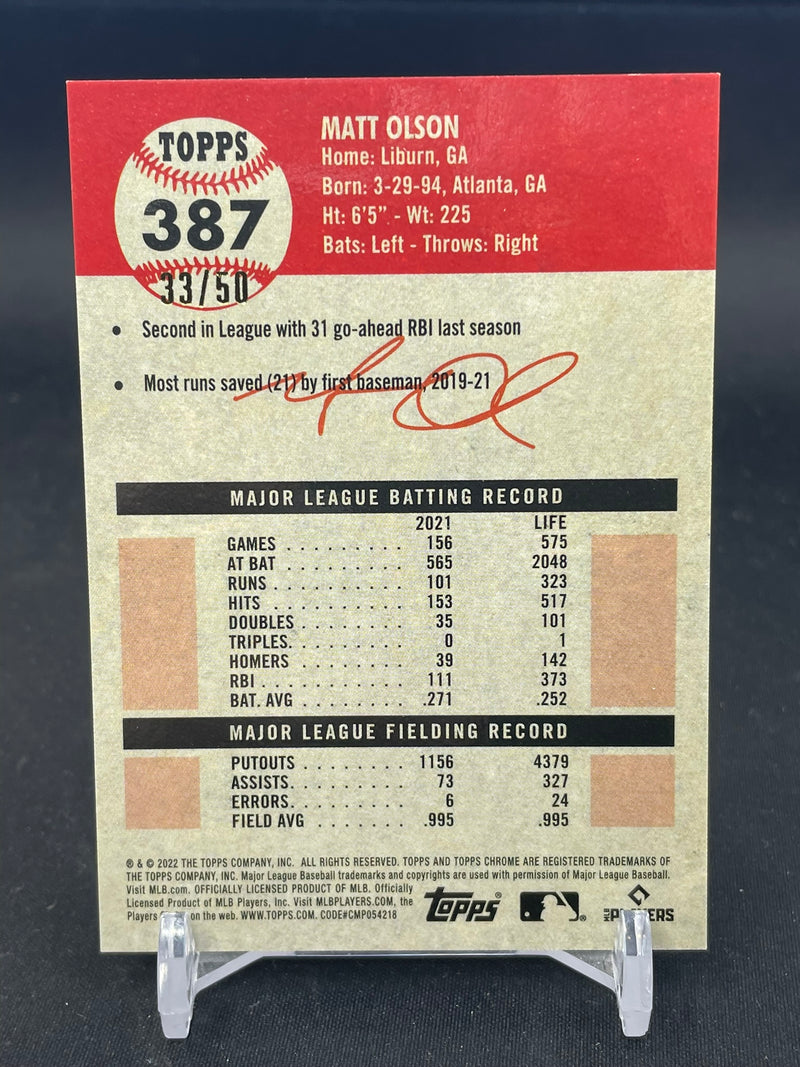 TOPPS
387
33/50
MATT OLSON
Home: Liburn, GA
Born: 3-29-94, Atlanta, GA
Ht: 6'5" - Wt: 225
Bats: Left - Throws: Right
• Second in League with 31 go-ahead RBI last season
• Most runs saved (21) by first baseman, 2019-21
MAJOR LEAGUE BATTING RECORD
2021 LIFE
GAMES . . . . . . . . . 156 575
AT BAT . . . . . . . . . 565 2048
RUNS . . . . . . . . . . 101 323
HITS . . . . . . . . . . 153 517
DOUBLES . . . . . . . . 35 101
TRIPLES. . . . . . . . . 0 1
HOMERS . . . . . . . . 39 142
RBI . . . . . . . . . . . 111 373
BAT. AVG . . . . . . . . .271 .252
MAJOR LEAGUE FIELDING RECORD
PUTOUTS . . . . . . . . 1156 4379
ASSISTS. . . . . . . . . 73 327
ERRORS. . . . . . . . . 6 24
FIELD AVG . . . . . . . .995 .995
® & © 2022 THE TOPPS COMPANY, INC. ALL RIGHTS RESERVED. TOPPS AND TOPPS CHROME ARE REGISTERED TRADEMARKS OF
THE TOPPS COMPANY, INC. Major League Baseball trademarks and copyrights are used with permission of Major League Baseball.
Visit MLB.com. OFFICIALLY LICENSED PRODUCT OF MLB. Officially
Licensed Product of MLB Players, Inc. Visit MLBPLAYERS.COM, the
Players on the web. WWW.TOPPS.COM. CODE#CMP054218
TOPPS®
®
MLB PLAYERS